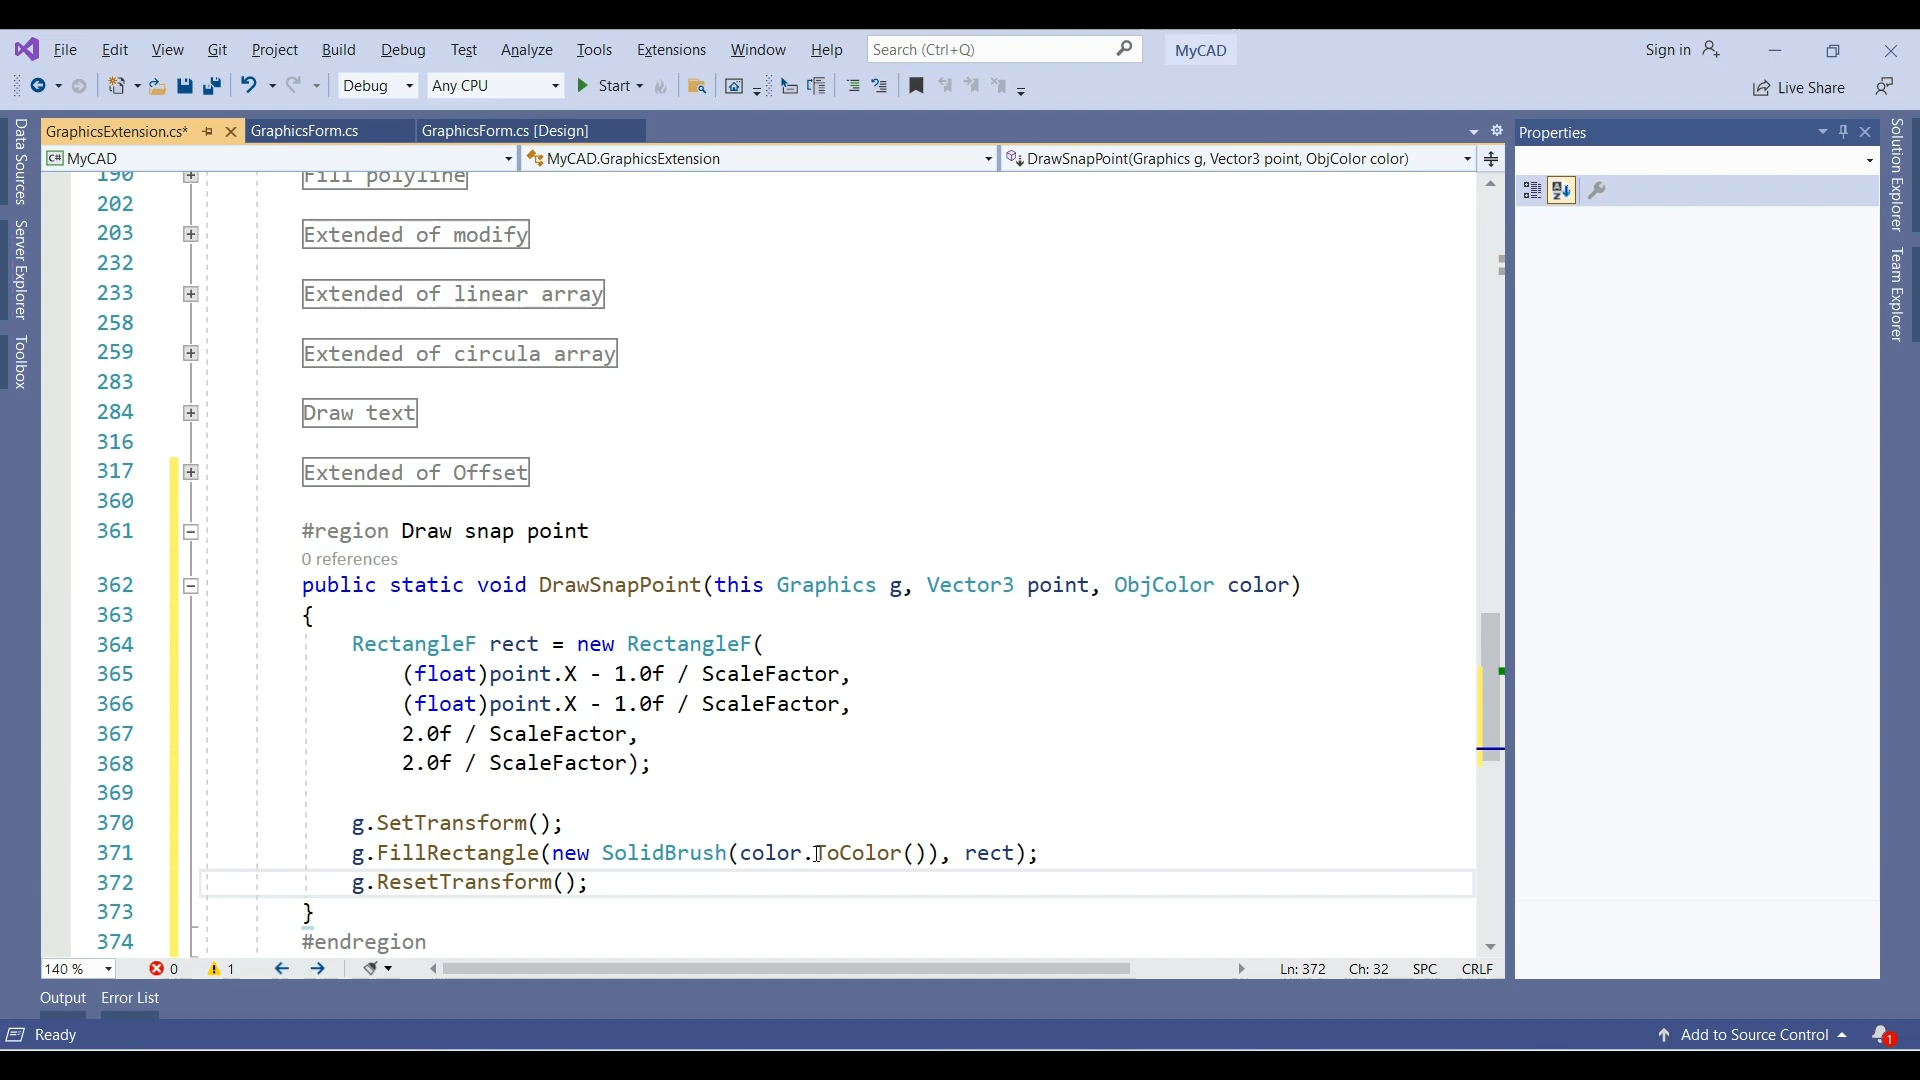 File Edit View Git Project Build Debug Test Analyze Tools Extensions Window Help Search (Ctrl+Q) MyCAD Sign in
Debug Any CPU Start Live Share
GraphicsExtension.cs* GraphicsForm.cs GraphicsForm.cs [Design] Properties
C# MyCAD MyCAD.GraphicsExtension DrawSnapPoint(Graphics g, Vector3 point, ObjColor color)
Data Sources
Server Explorer
Toolbox
190 Fill polyline
202
203 Extended of modify
232
233 Extended of linear array
258
259 Extended of circula array
283
284 Draw text
316
317 Extended of Offset
360
361 #region Draw snap point
0 references
362 public static void DrawSnapPoint(this Graphics g, Vector3 point, ObjColor color)
363 {
364 RectangleF rect = new RectangleF(
365 (float)point.X - 1.0f / ScaleFactor,
366 (float)point.X - 1.0f / ScaleFactor,
367 2.0f / ScaleFactor,
368 2.0f / ScaleFactor);
369
370 g.SetTransform();
371 g.FillRectangle(new SolidBrush(color.ToColor()), rect);
372 g.ResetTransform();
373 }
374 #endregion
Solution Explorer
Team Explorer
140 % 0 1 Ln: 372 Ch: 32 SPC CRLF
Output Error List
Ready Add to Source Control 1